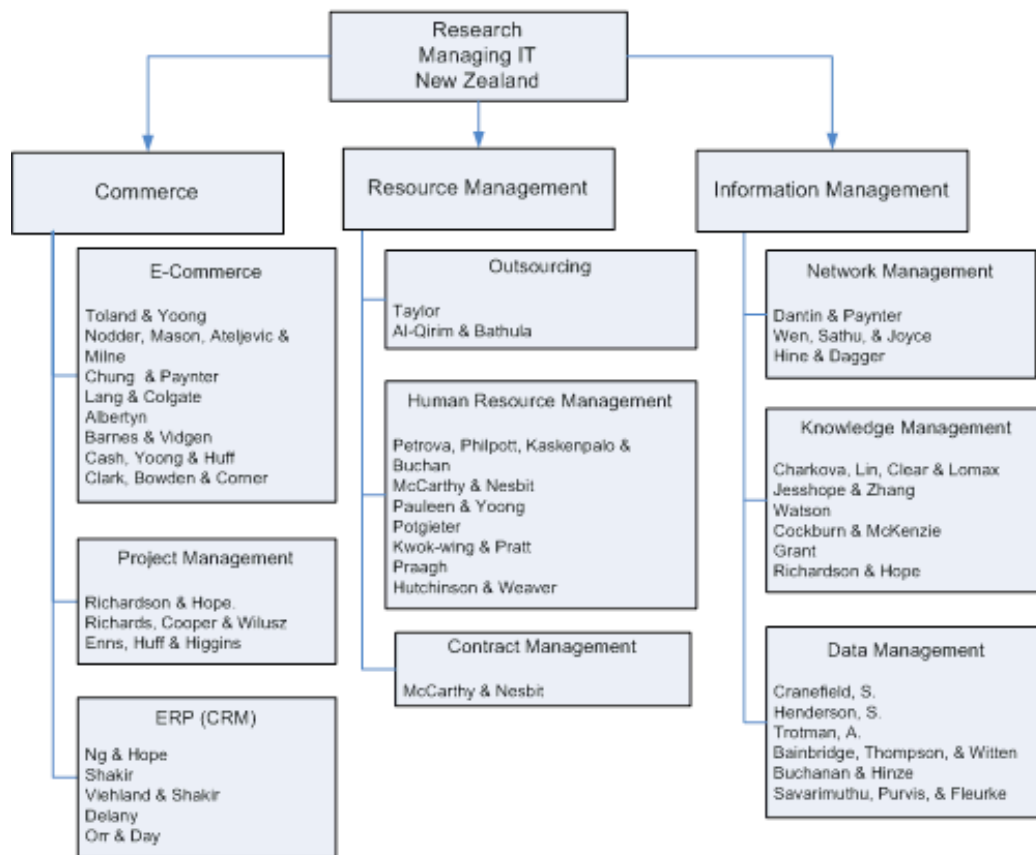 Research
Managing IT
New Zealand
Commerce
E-Commerce
Toland & Yoong
Nodder, Mason, Ateljevic &
Milne
Chung & Paynter
Lang & Colgate
Albertyn
Barnes & Vidgen
Cash, Yoong & Huff
Clark, Bowden & Corner
Project Management
Richardson & Hope.
Richards, Cooper & Wilusz
Enns, Huff & Higgins
ERP (CRM)
Ng & Hope
Shakir
Viehland & Shakir
Delany
Orr & Day
Resource Management
Outsourcing
Taylor
Al-Qirim & Bathula
Human Resource Management
Petrova, Philpott, Kaskenpalo &
Buchan
McCarthy & Nesbit
Pauleen & Yoong
Potgieter
Kwok-wing & Pratt
Praagh
Hutchinson & Weaver
Contract Management
McCarthy & Nesbit
Information Management
Network Management
Dantin & Paynter
Wen, Sathu, & Joyce
Hine & Dagger
Knowledge Management
Charkova, Lin, Clear & Lomax
Jesshope & Zhang
Watson
Cockburn & McKenzie
Grant
Richardson & Hope
Data Management
Cranefield, S.
Henderson, S.
Trotman, A.
Bainbridge, Thompson, & Witten
Buchanan & Hinze
Savarimuthu, Purvis, & Fleurke